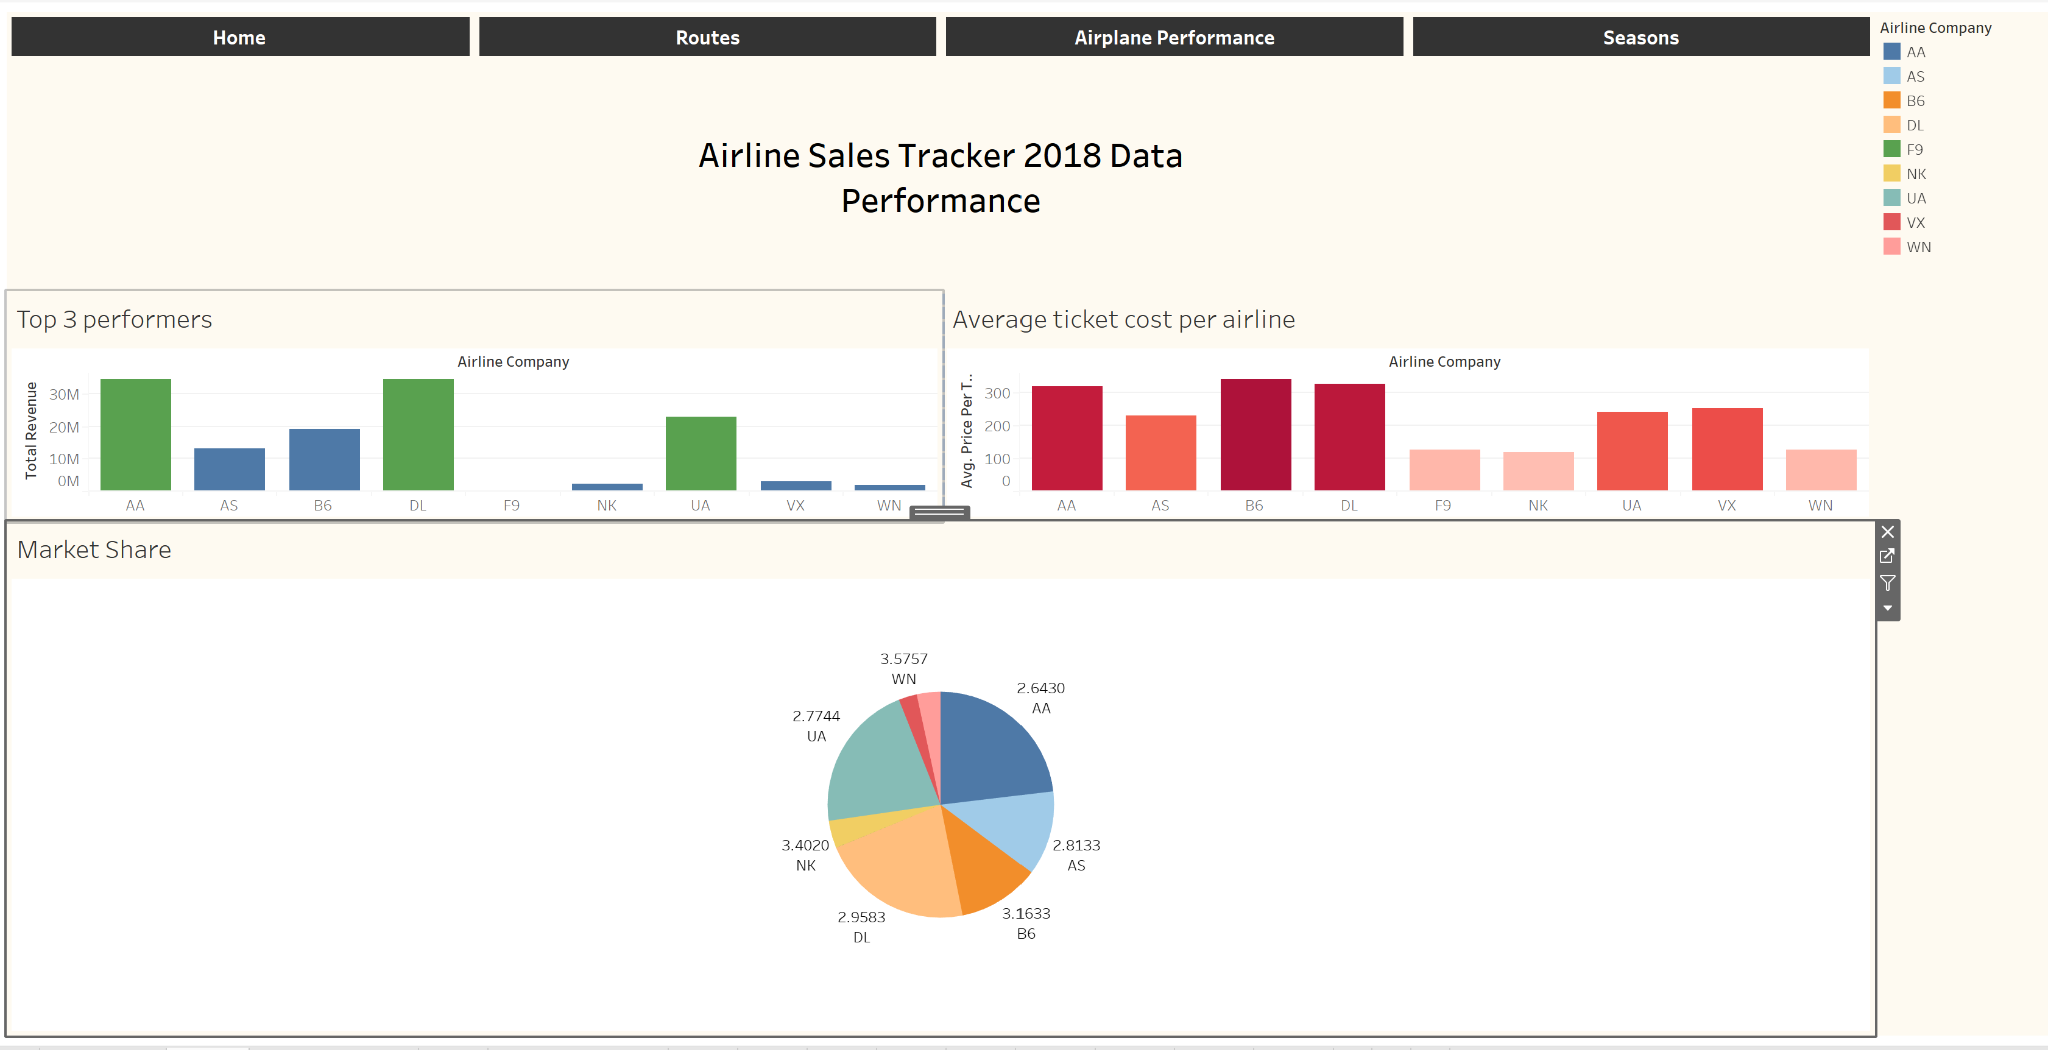 Home
Routes
Airplane Performance
Seasons
Airline Company
AA
AS
B6
DL
F9
NK
UA
VX
WN
Airline Sales Tracker 2018 Data
Performance
Top 3 performers
Airline Company
Total Revenue
30M
20M
10M
0M
AA AS B6 DL F9 NK UA VX WN
Average ticket cost per airline
Airline Company
Avg. Price Per T..
300
200
100
0
AA AS B6 DL F9 NK UA VX WN
Market Share
3.5757
WN
2.6430
AA
2.7744
UA
3.4020
NK
2.8133
AS
2.9583
DL
3.1633
B6